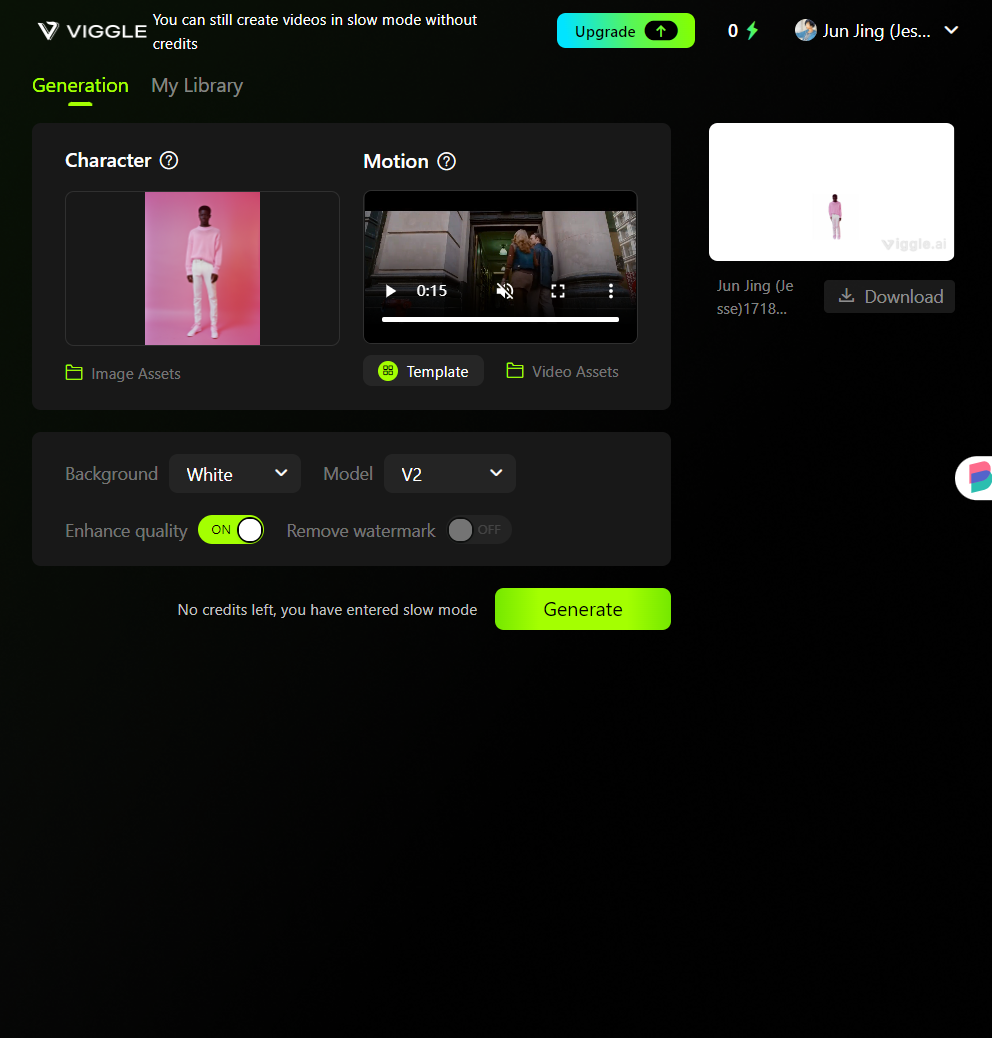 VIGGLE
You can still create videos in slow mode without
credits
Upgrade
0
Jun Jing (Jes...
Generation
My Library
Character ?
Motion ?
0:15
Image Assets
Template
Video Assets
Viggle.ai
Jun Jing (Je
sse)1718...
Download
Background
White
Model
V2
Enhance quality
ON
Remove watermark
OFF
No credits left, you have entered slow mode
Generate